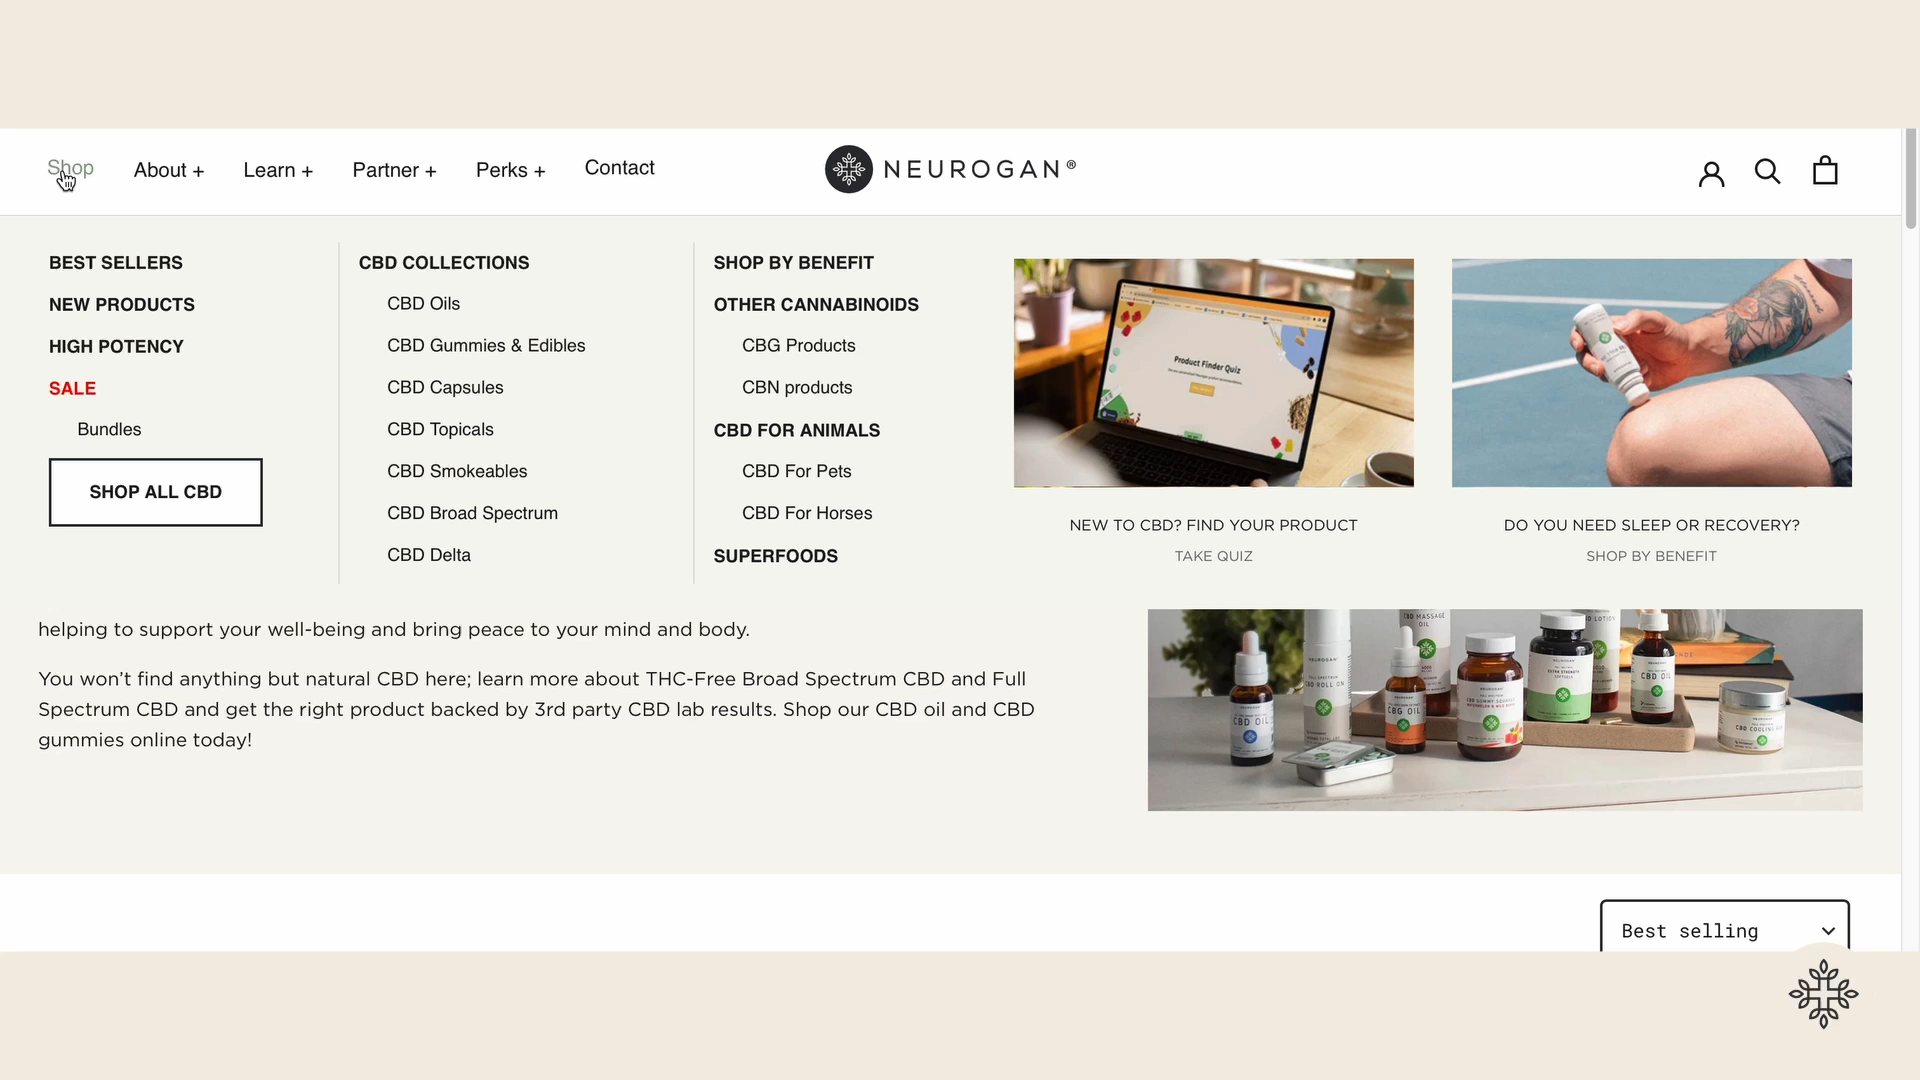 Shop
About +
Learn +
Partner +
Perks +
Contact
NEUROGAN®
BEST SELLERS
NEW PRODUCTS
HIGH POTENCY
SALE
Bundles
SHOP ALL CBD
CBD COLLECTIONS
CBD Oils
CBD Gummies & Edibles
CBD Capsules
CBD Topicals
CBD Smokeables
CBD Broad Spectrum
CBD Delta
SHOP BY BENEFIT
OTHER CANNABINOIDS
CBG Products
CBN products
CBD FOR ANIMALS
CBD For Pets
CBD For Horses
SUPERFOODS
Product Finder Quiz
NEW TO CBD? FIND YOUR PRODUCT
TAKE QUIZ
DO YOU NEED SLEEP OR RECOVERY?
SHOP BY BENEFIT
helping to support your well-being and bring peace to your mind and body.
You won’t find anything but natural CBD here; learn more about THC-Free Broad Spectrum CBD and Full
Spectrum CBD and get the right product backed by 3rd party CBD lab results. Shop our CBD oil and CBD
gummies online today!
CBD MASSAGE
OIL
NEUROGAN
CBD ROLL ON
CBD OIL
CBG OIL
CBD OIL
Best selling